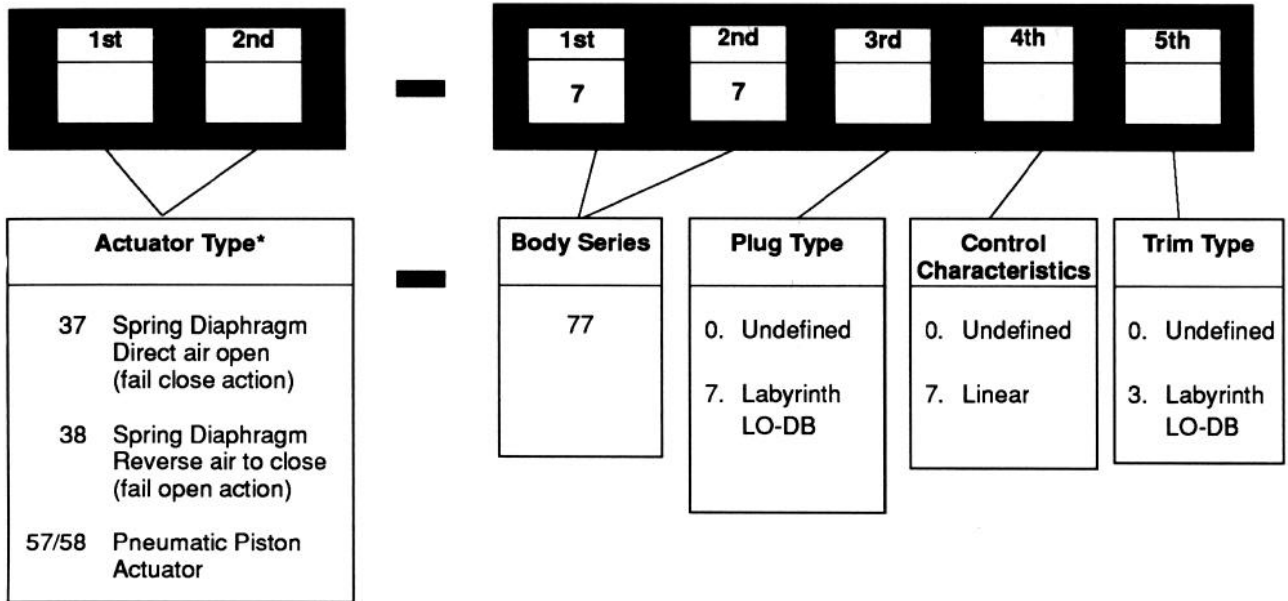 1st 2nd
1st 2nd 3rd 4th 5th
7 7
Actuator Type*
37 Spring Diaphragm
Direct air open
(fail close action)
38 Spring Diaphragm
Reverse air to close
(fail open action)
57/58 Pneumatic Piston
Actuator
Body Series
77
Plug Type
0. Undefined
7. Labyrinth
LO-DB
Control
Characteristics
0. Undefined
7. Linear
Trim Type
0. Undefined
3. Labyrinth
LO-DB